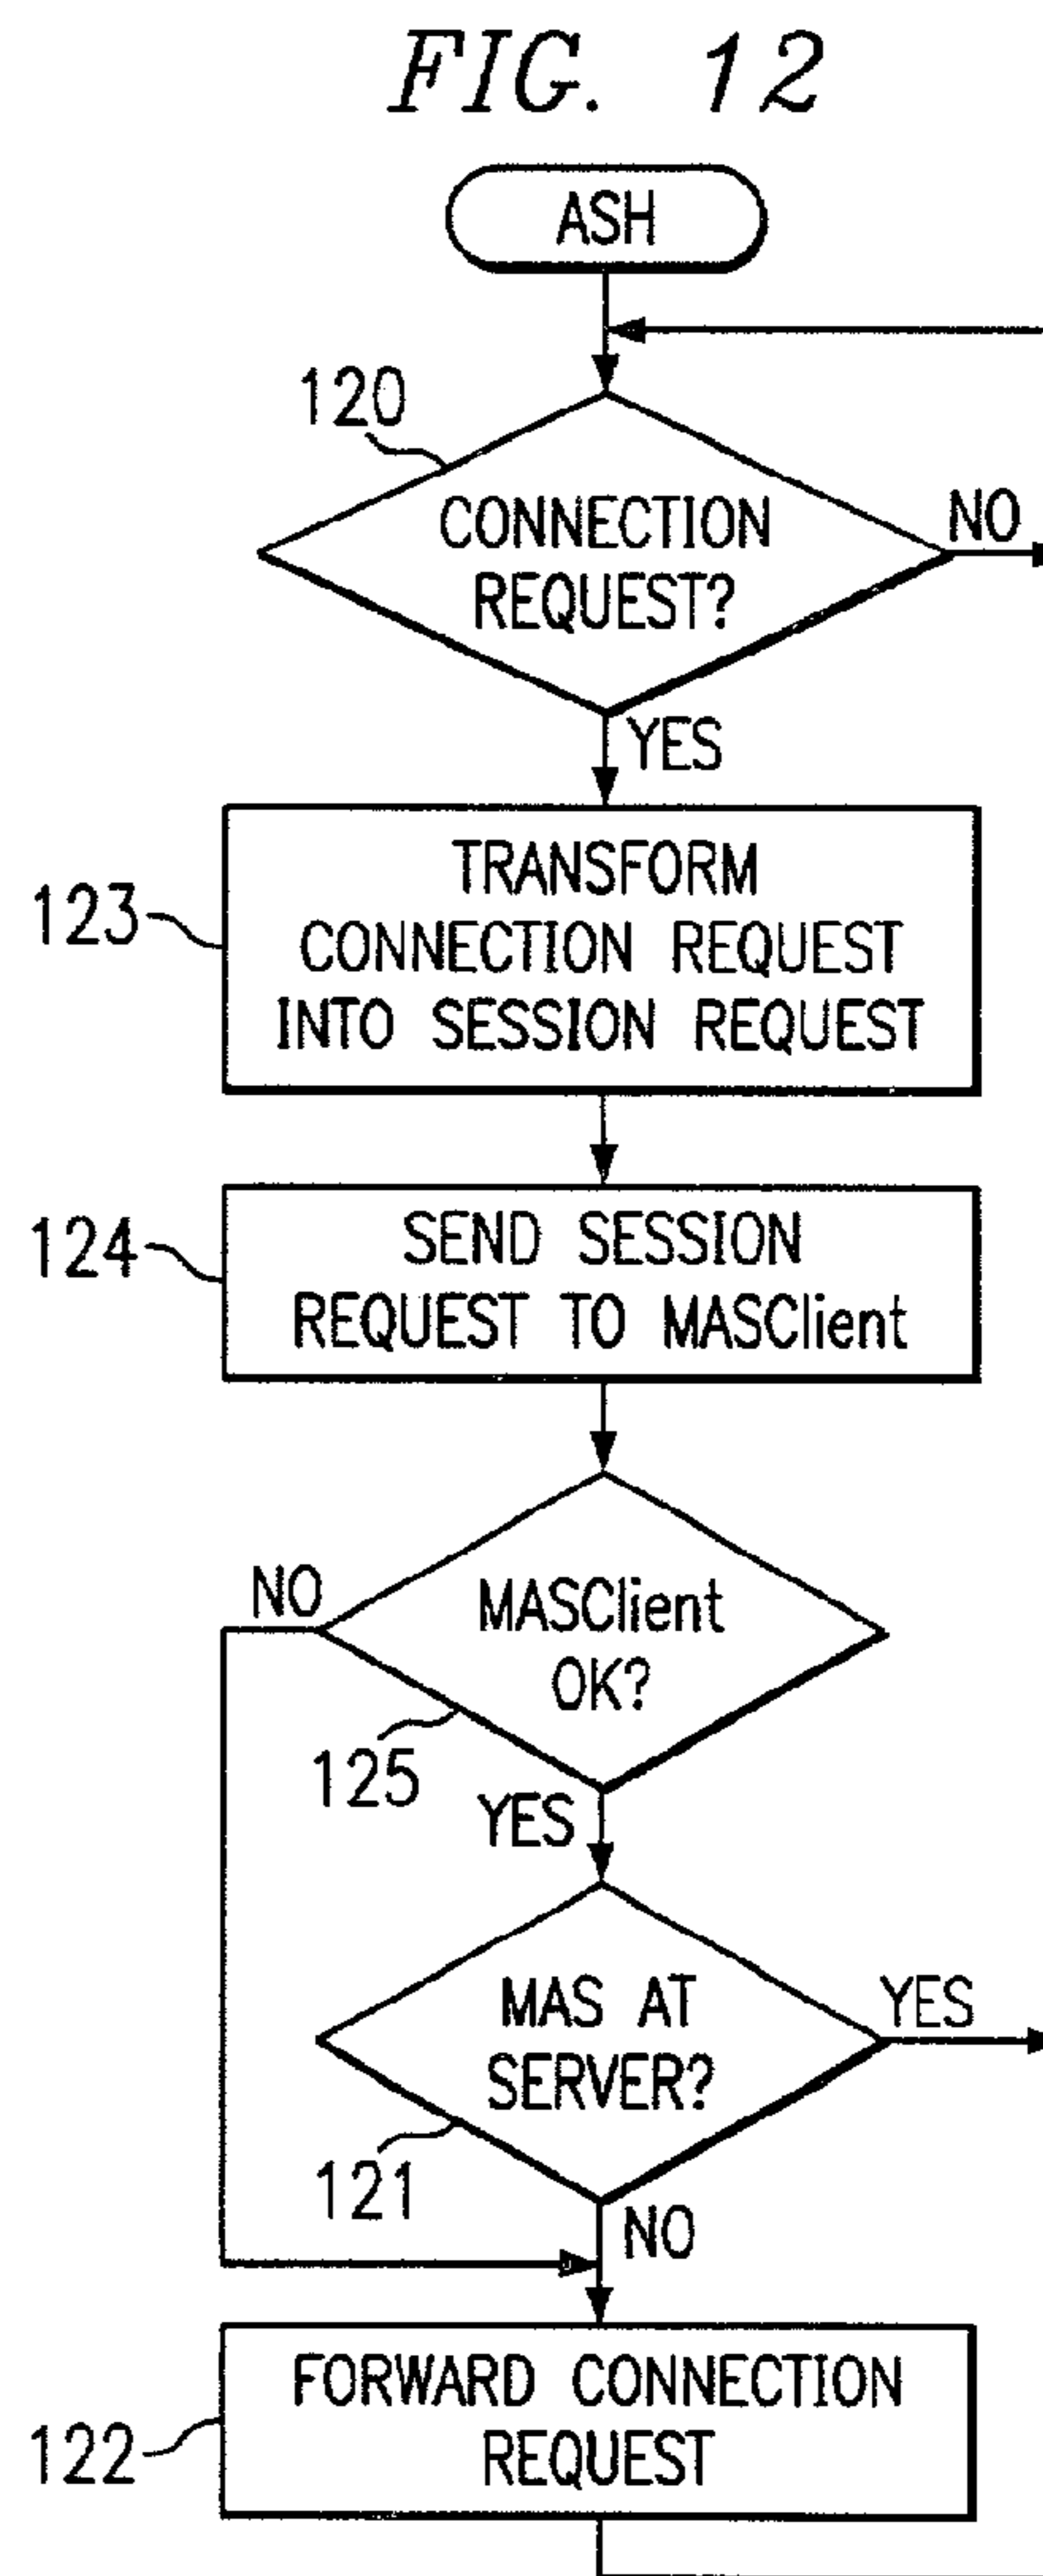 FIG. 12
ASH
120
CONNECTION
REQUEST?
NO
YES
123
TRANSFORM
CONNECTION REQUEST
INTO SESSION REQUEST
124
SEND SESSION
REQUEST TO MASClient
NO
MASClient
OK?
125
YES
MAS AT
SERVER?
YES
121
NO
122
FORWARD CONNECTION
REQUEST